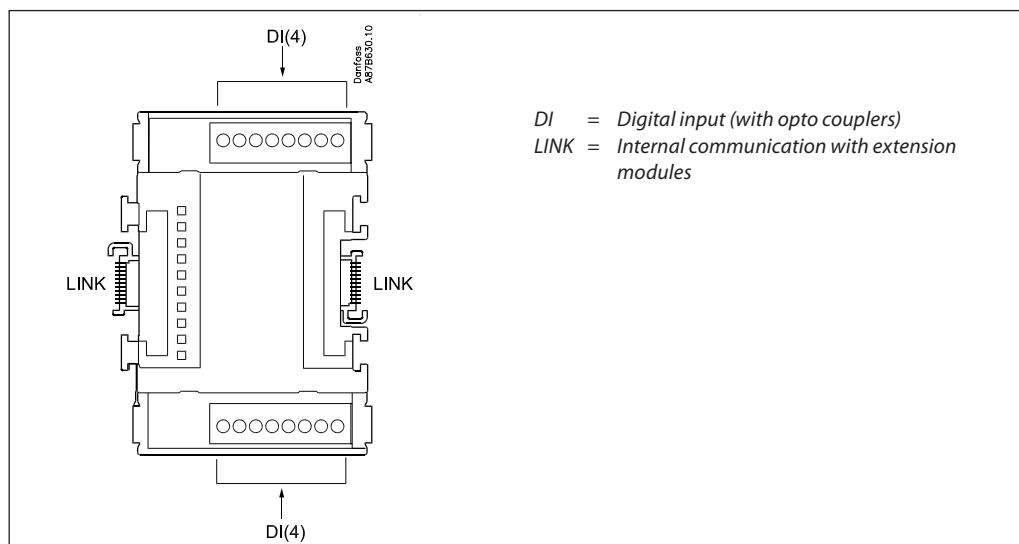 DI(4)
Danfoss
A87B630.10
DI = Digital input (with opto couplers)
LINK = Internal communication with extension
modules
LINK
LINK
DI(4)